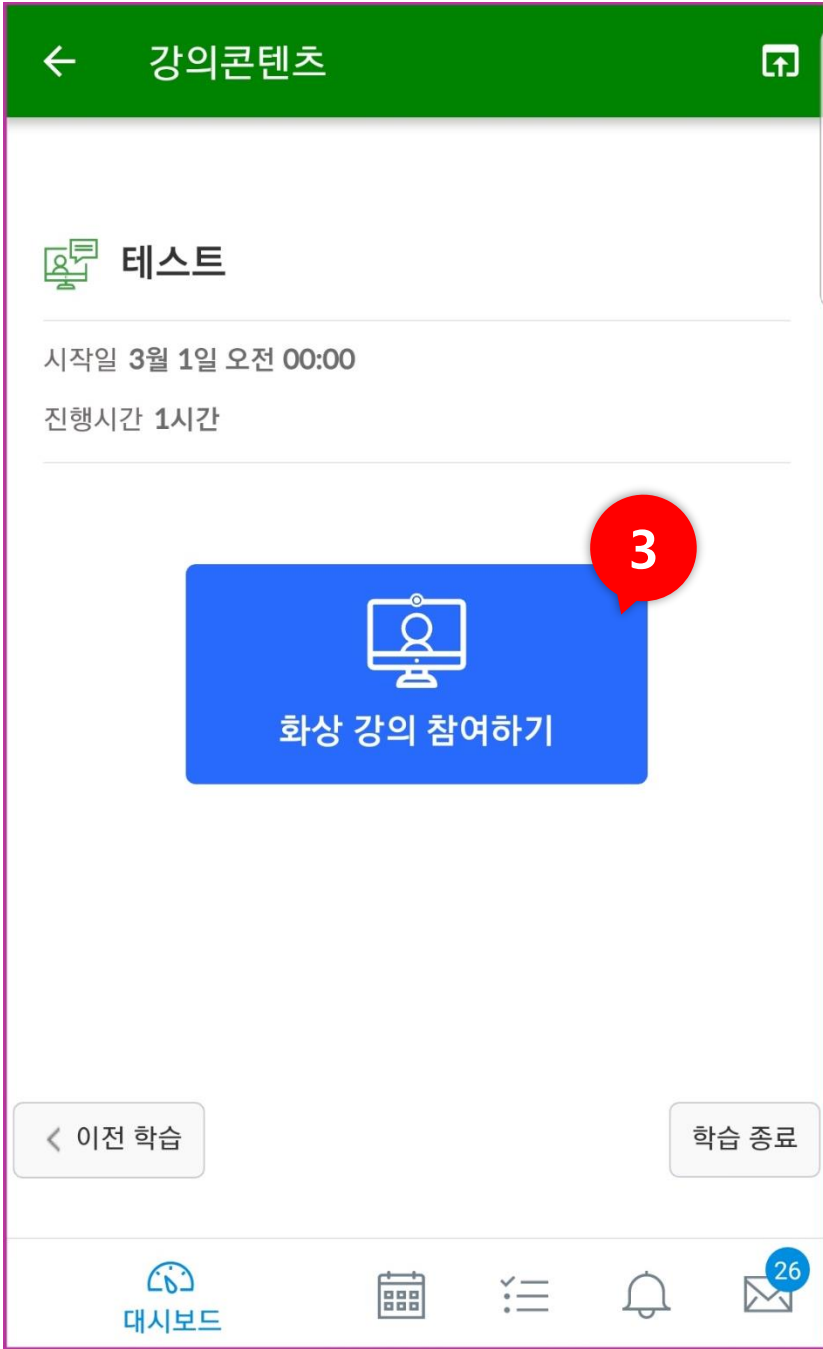 강의콘텐츠
테스트
시작일 3월 1일 오전 00:00
진행시간 1시간
3
화상 강의 참여하기
이전 학습
학습 종료
26
대시보드